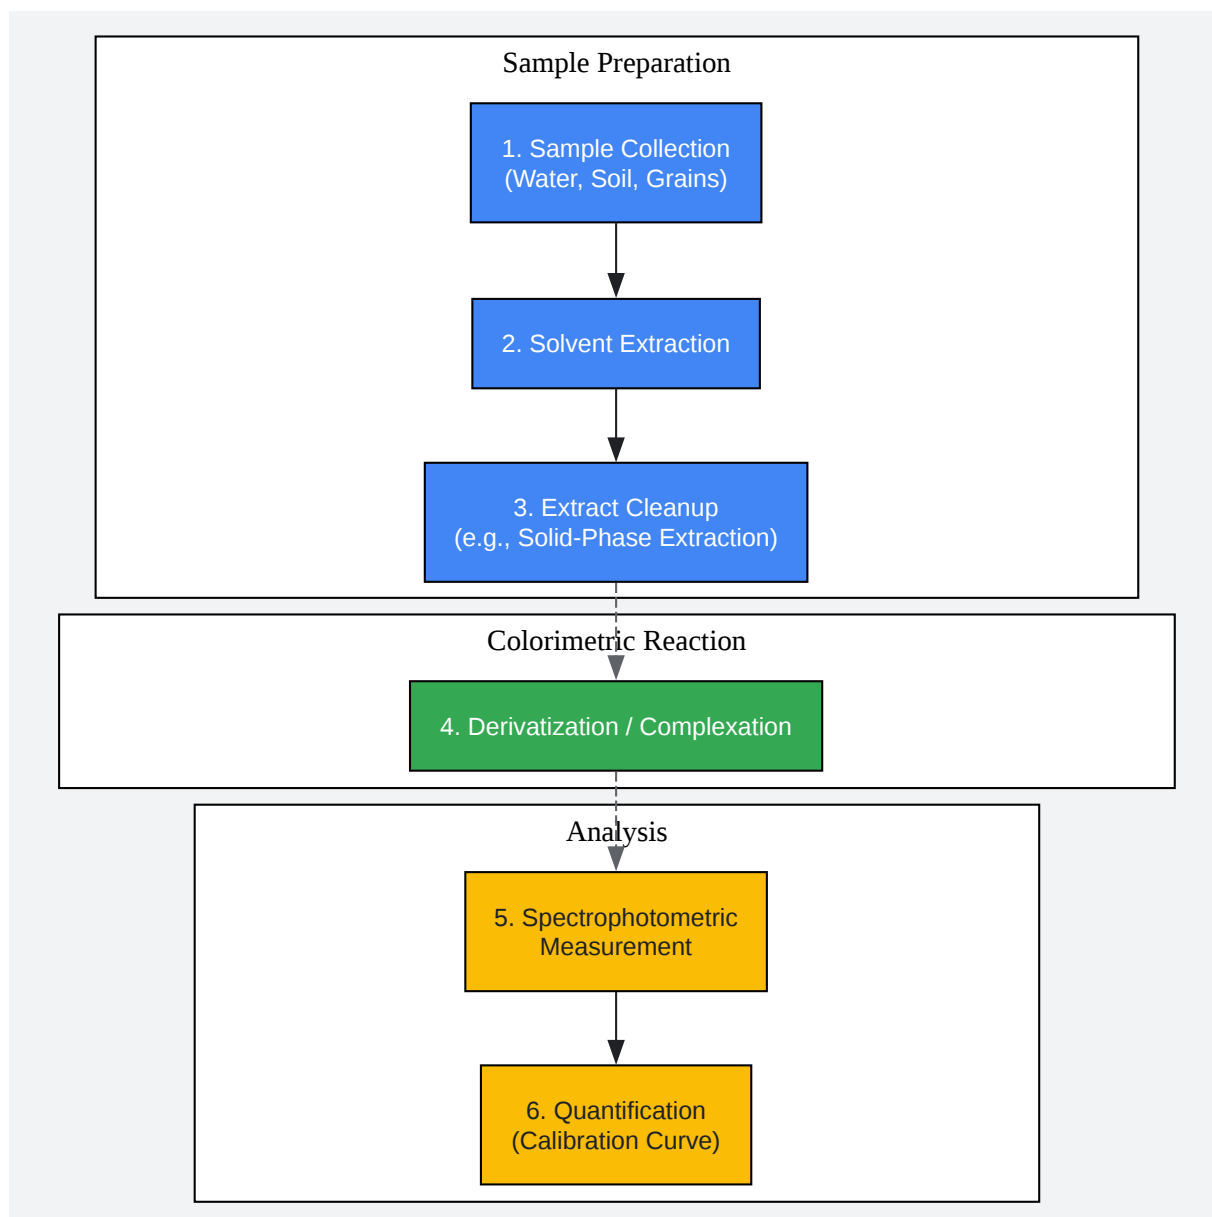 Sample Preparation
1. Sample Collection
(Water, Soil, Grains)
2. Solvent Extraction
3. Extract Cleanup
(e.g., Solid-Phase Extraction)
Colorimetric Reaction
4. Derivatization / Complexation
Analysis
5. Spectrophotometric
Measurement
6. Quantification
(Calibration Curve)